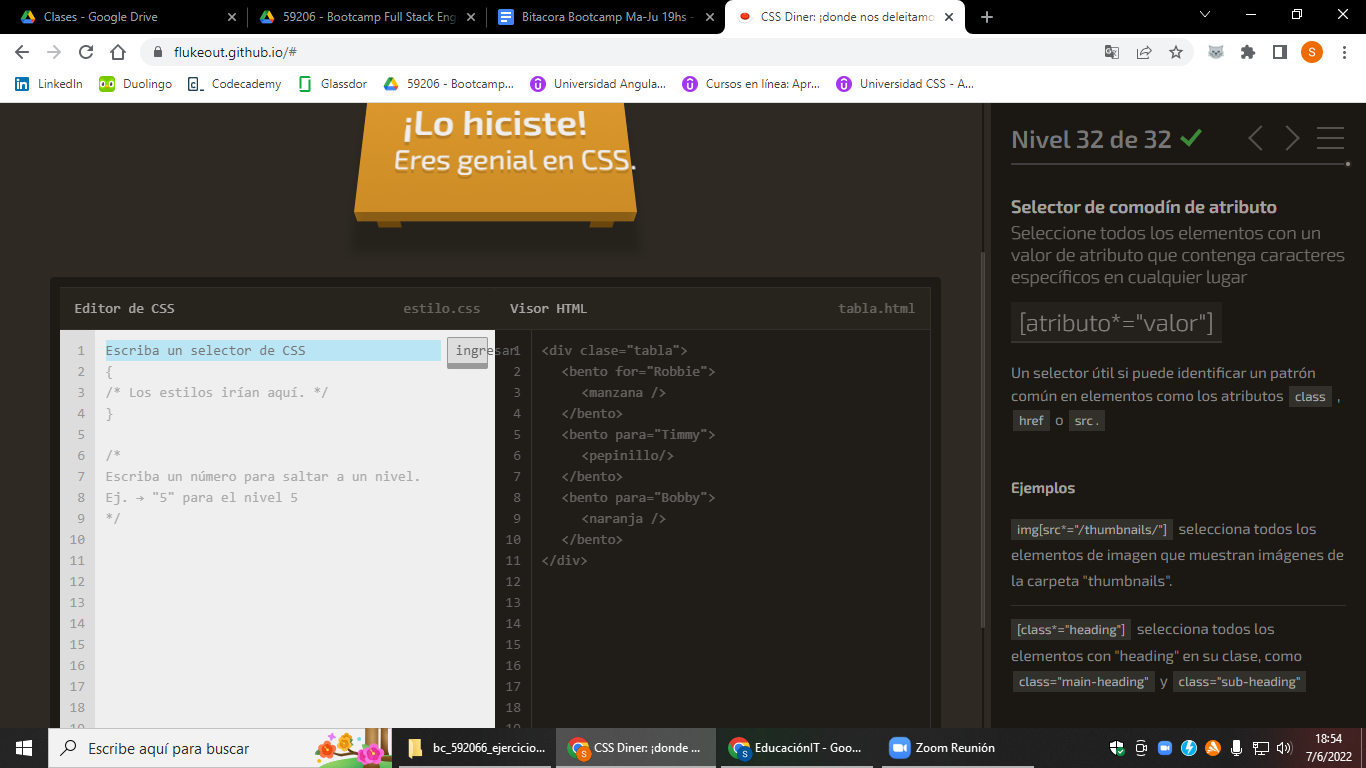 Clases - Google Drive
59206 - Bootcamp Full Stack Eng
Bitacora Bootcamp Ma-Ju 19hs -
CSS Diner: ¡donde nos deleitamo
flukeout.github.io/#
S
LinkedIn
Duolingo
Codecademy
Glassdor
59206 - Bootcamp...
Universidad Angula...
Cursos en línea: Apr...
Universidad CSS - A...
¡Lo hiciste!
Eres genial en CSS.
Editor de CSS
estilo.css
Visor HTML
tabla.html
1 Escriba un selector de CSS
ingresar
2 {
3 /* Los estilos irían aquí. */
4 }
5
6 /*
7 Escriba un número para saltar a un nivel.
8 Ej. → "5" para el nivel 5
9 */
10
11
12
13
14
15
16
17
18
1 <div clase="tabla">
2 <bento for="Robbie">
3 <manzana />
4 </bento>
5 <bento para="Timmy">
6 <pepinillo/>
7 </bento>
8 <bento para="Bobby">
9 <naranja />
10 </bento>
11 </div>
12
13
14
15
16
17
18
Nivel 32 de 32
Selector de comodín de atributo
Seleccione todos los elementos con un
valor de atributo que contenga caracteres
específicos en cualquier lugar
[atributo*="valor"]
Un selector útil si puede identificar un patrón
común en elementos como los atributos class ,
href o src .
Ejemplos
img[src*="/thumbnails/"] selecciona todos los
elementos de imagen que muestran imágenes de
la carpeta "thumbnails".
[class*="heading"] selecciona todos los
elementos con "heading" en su clase, como
class="main-heading" y class="sub-heading"
Escribe aquí para buscar
bc_592066_ejercicio...
CSS Diner: ¡donde ...
EducaciónIT - Goo...
Zoom Reunión
18:54
7/6/2022